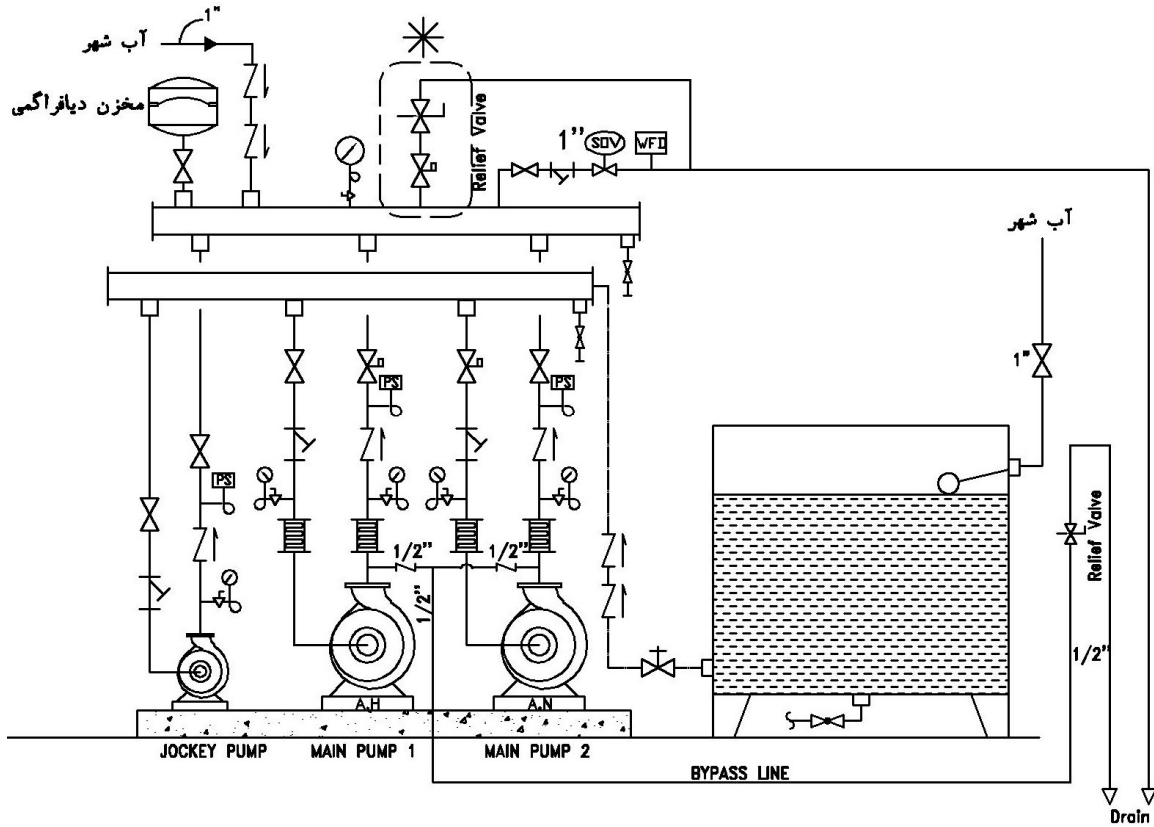 1"
آب شهر
مخزن دیافراگمی
Relief Valve
1''
SOV
WFD
آب شهر
1"
PS
PS
PS
1/2''
1/2''
1/2''
Relief Valve
1/2''
A.H
A.N
JOCKEY PUMP
MAIN PUMP 1
MAIN PUMP 2
BYPASS LINE
Drain